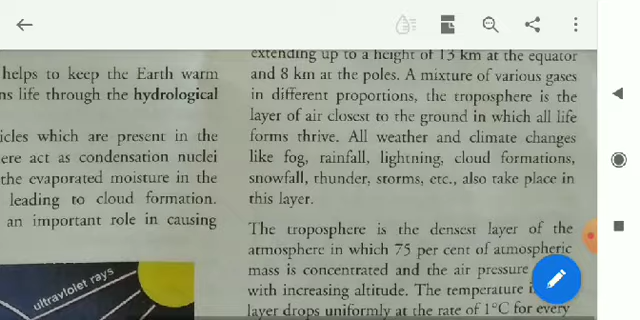 helps to keep the Earth warm
ns life through the hydrological
icles which are present in the
ere act as condensation nuclei
the evaporated moisture in the
leading to cloud formation.
an important role in causing
ultraviolet rays
extending up to a height of 13 km at the equator
and 8 km at the poles. A mixture of various gases
in different proportions, the troposphere is the
layer of air closest to the ground in which all life
forms thrive. All weather and climate changes
like fog, rainfall, lightning, cloud formations,
snowfall, thunder, storms, etc., also take place in
this layer.
The troposphere is the densest layer of the
atmosphere in which 75 per cent of atmospheric
mass is concentrated and the air pressure
with increasing altitude. The temperature
layer drops uniformly at the rate of 1°C for every